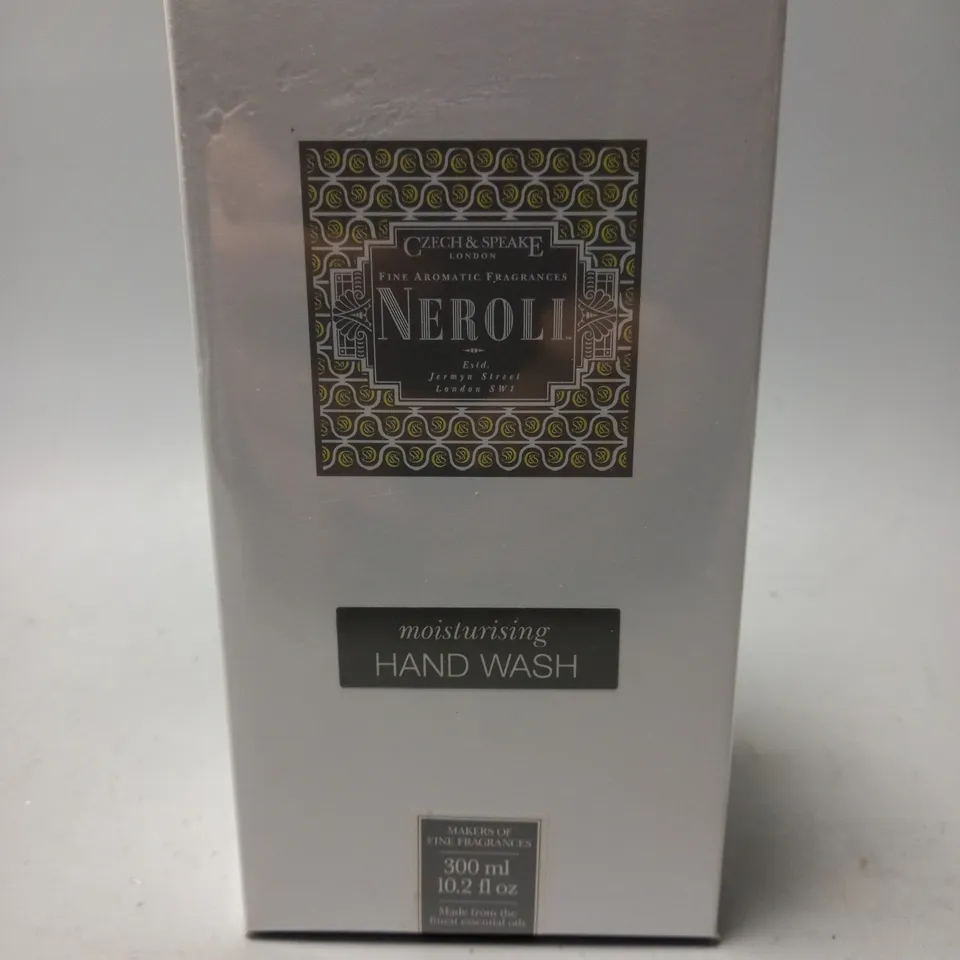 CZECH & SPEAKE
LONDON
FINE AROMATIC FRAGRANCES
NEROLI
Estd.
Jermyn Street
London SW1
moisturising
HAND WASH
MAKERS OF
FINE FRAGRANCES
300 ml
10.2 fl oz
Made from the
finest essential oils